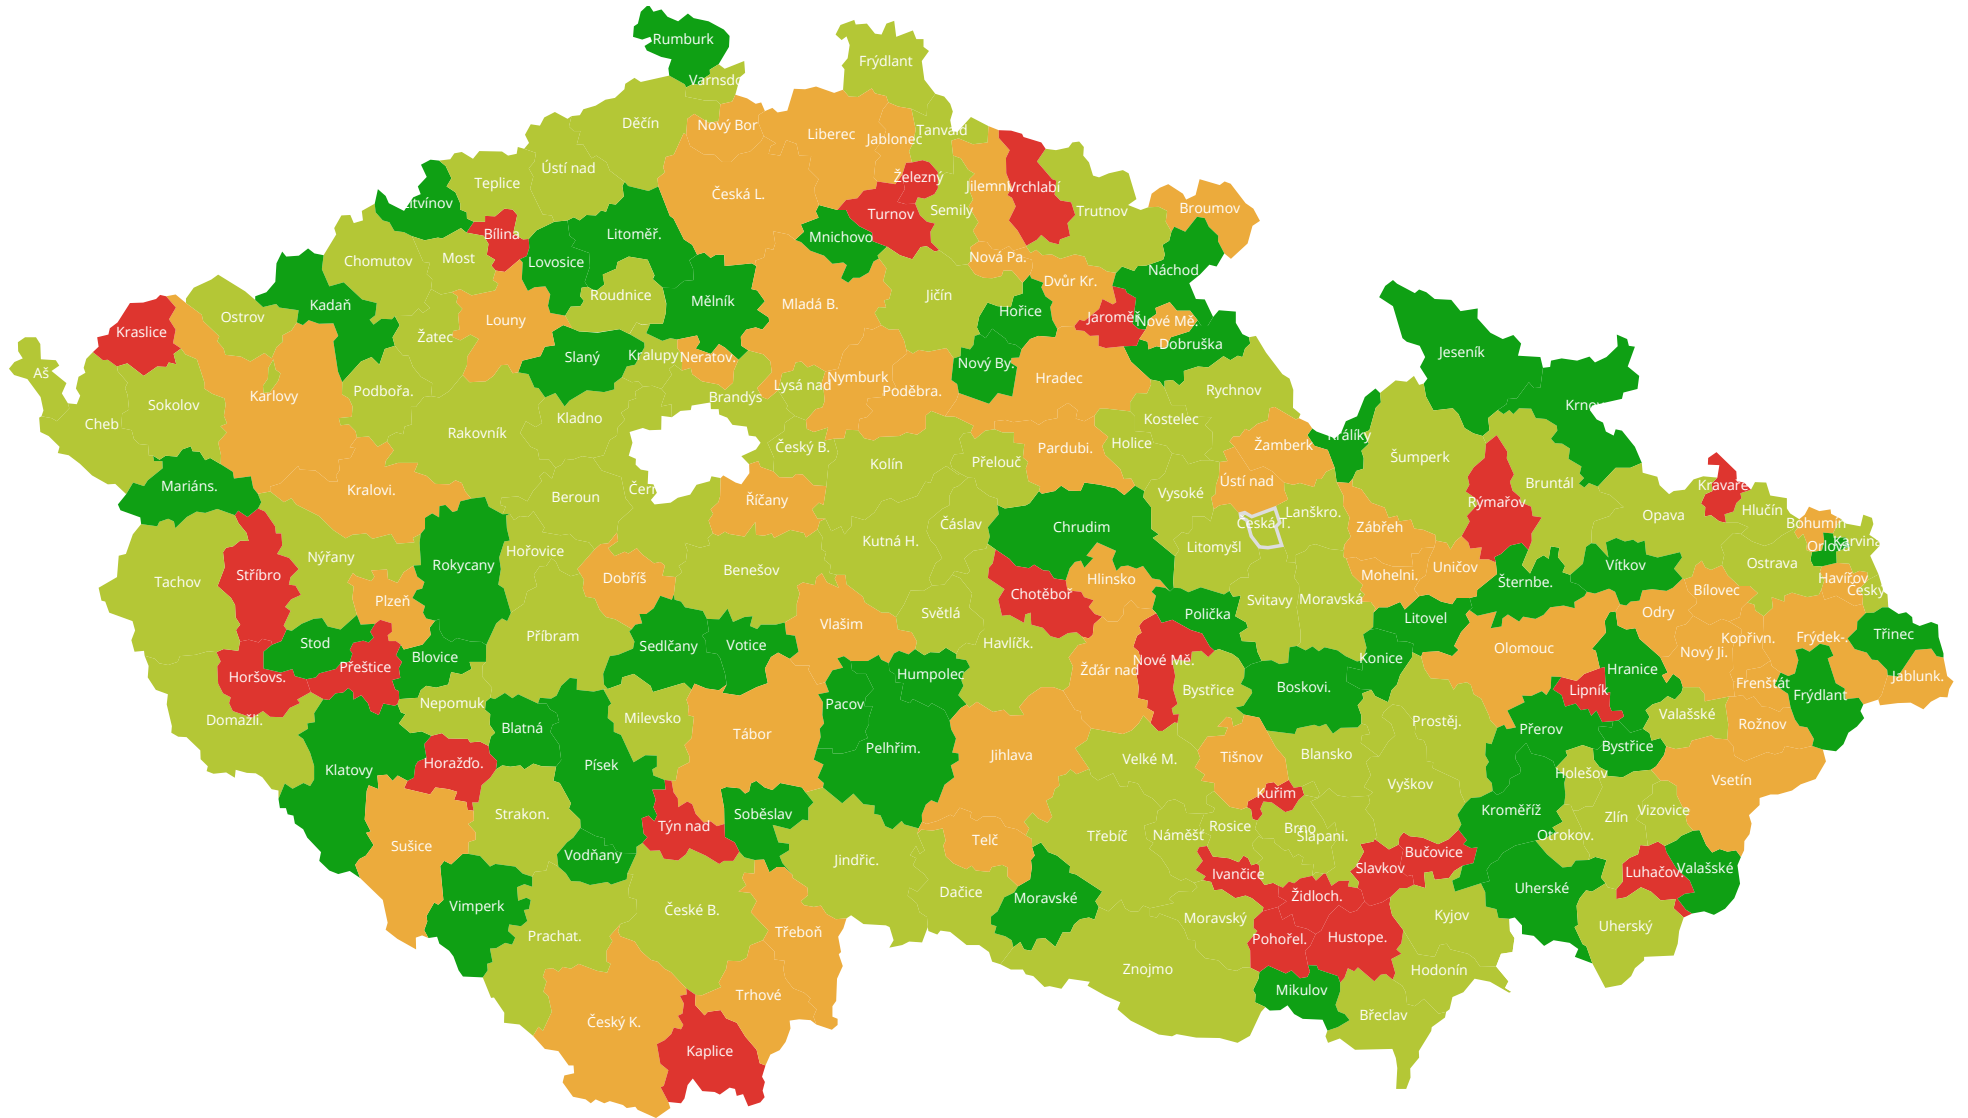 Rumburk
Frýdlant
Varnsdo
Děčín
Nový Bor
Liberec
Jablonec
Tanvald
Ústí nad
Teplice
Železný
Jilemni
Vrchlabí
Česká L.
Litvínov
Turnov
Semily
Trutnov
Broumov
Bílina
Litoměř.
Mnichovo
Most
Lovosice
Chomutov
Nová Pa.
Náchod
Dvůr Kr.
Roudnice
Mělník
Mladá B.
Jičín
Kadaň
Ostrov
Hořice
Louny
Jaroměř
Nové Mě.
Kraslice
Žatec
Dobruška
Slaný
Kralupy
Neratov.
Jeseník
Nový By.
Aš
Nymburk
Hradec
Lysá nad
Poděbra.
Podbořa.
Rychnov
Karlovy
Brandýs
Sokolov
Krnov
Cheb
Kladno
Kostelec
Rakovník
Králíky
Holice
Žamberk
Český B.
Pardubi.
Kolín
Přelouč
Šumperk
Mariáns.
Kralovi.
Ústí nad
Bruntál
Kravaře
Beroun
Čern
Říčany
Vysoké
Rýmařov
Hlučín
Lanškro.
Opava
Čáslav
Chrudim
Česká T.
Zábřeh
Bohumín
Kutná H.
Karviná
Litomyšl
Orlová
Hořovice
Nýřany
Ostrava
Rokycany
Vítkov
Uničov
Benešov
Stříbro
Mohelni.
Dobříš
Hlinsko
Havířov
Tachov
Šternbe.
Bílovec
Český
Chotěboř
Plzeň
Svitavy
Moravská
Světlá
Polička
Odry
Litovel
Vlašim
Příbram
Třinec
Kopřivn.
Frýdek-.
Stod
Havlíčk.
Sedlčany
Votice
Olomouc
Nový Ji.
Blovice
Konice
Nové Mě.
Přeštice
Žďár nad
Hranice
Humpolec
Horšovs.
Jablunk.
Frenštát
Boskovi.
Bystřice
Lipník
Frýdlant
Nepomuk
Pacov
Valašské
Domažli.
Milevsko
Prostěj.
Rožnov
Blatná
Přerov
Tábor
Pelhřim.
Bystřice
Jihlava
Blansko
Tišnov
Velké M.
Horažďo.
Písek
Klatovy
Holešov
Vsetín
Vyškov
Kuřim
Kroměříž
Vizovice
Strakon.
Soběslav
Zlín
Týn nad
Rosice
Brno
Třebíč
Náměšť
Šlapani.
Otrokov.
Telč
Sušice
Bučovice
Vodňany
Jindřic.
Slavkov
Valašské
Luhačov.
Ivančice
Uherské
Dačice
Židloch.
Moravské
Vimperk
České B.
Kyjov
Moravský
Uherský
Třeboň
Prachat.
Hustope.
Pohořel.
Znojmo
Hodonín
Mikulov
Trhové
Břeclav
Český K.
Kaplice